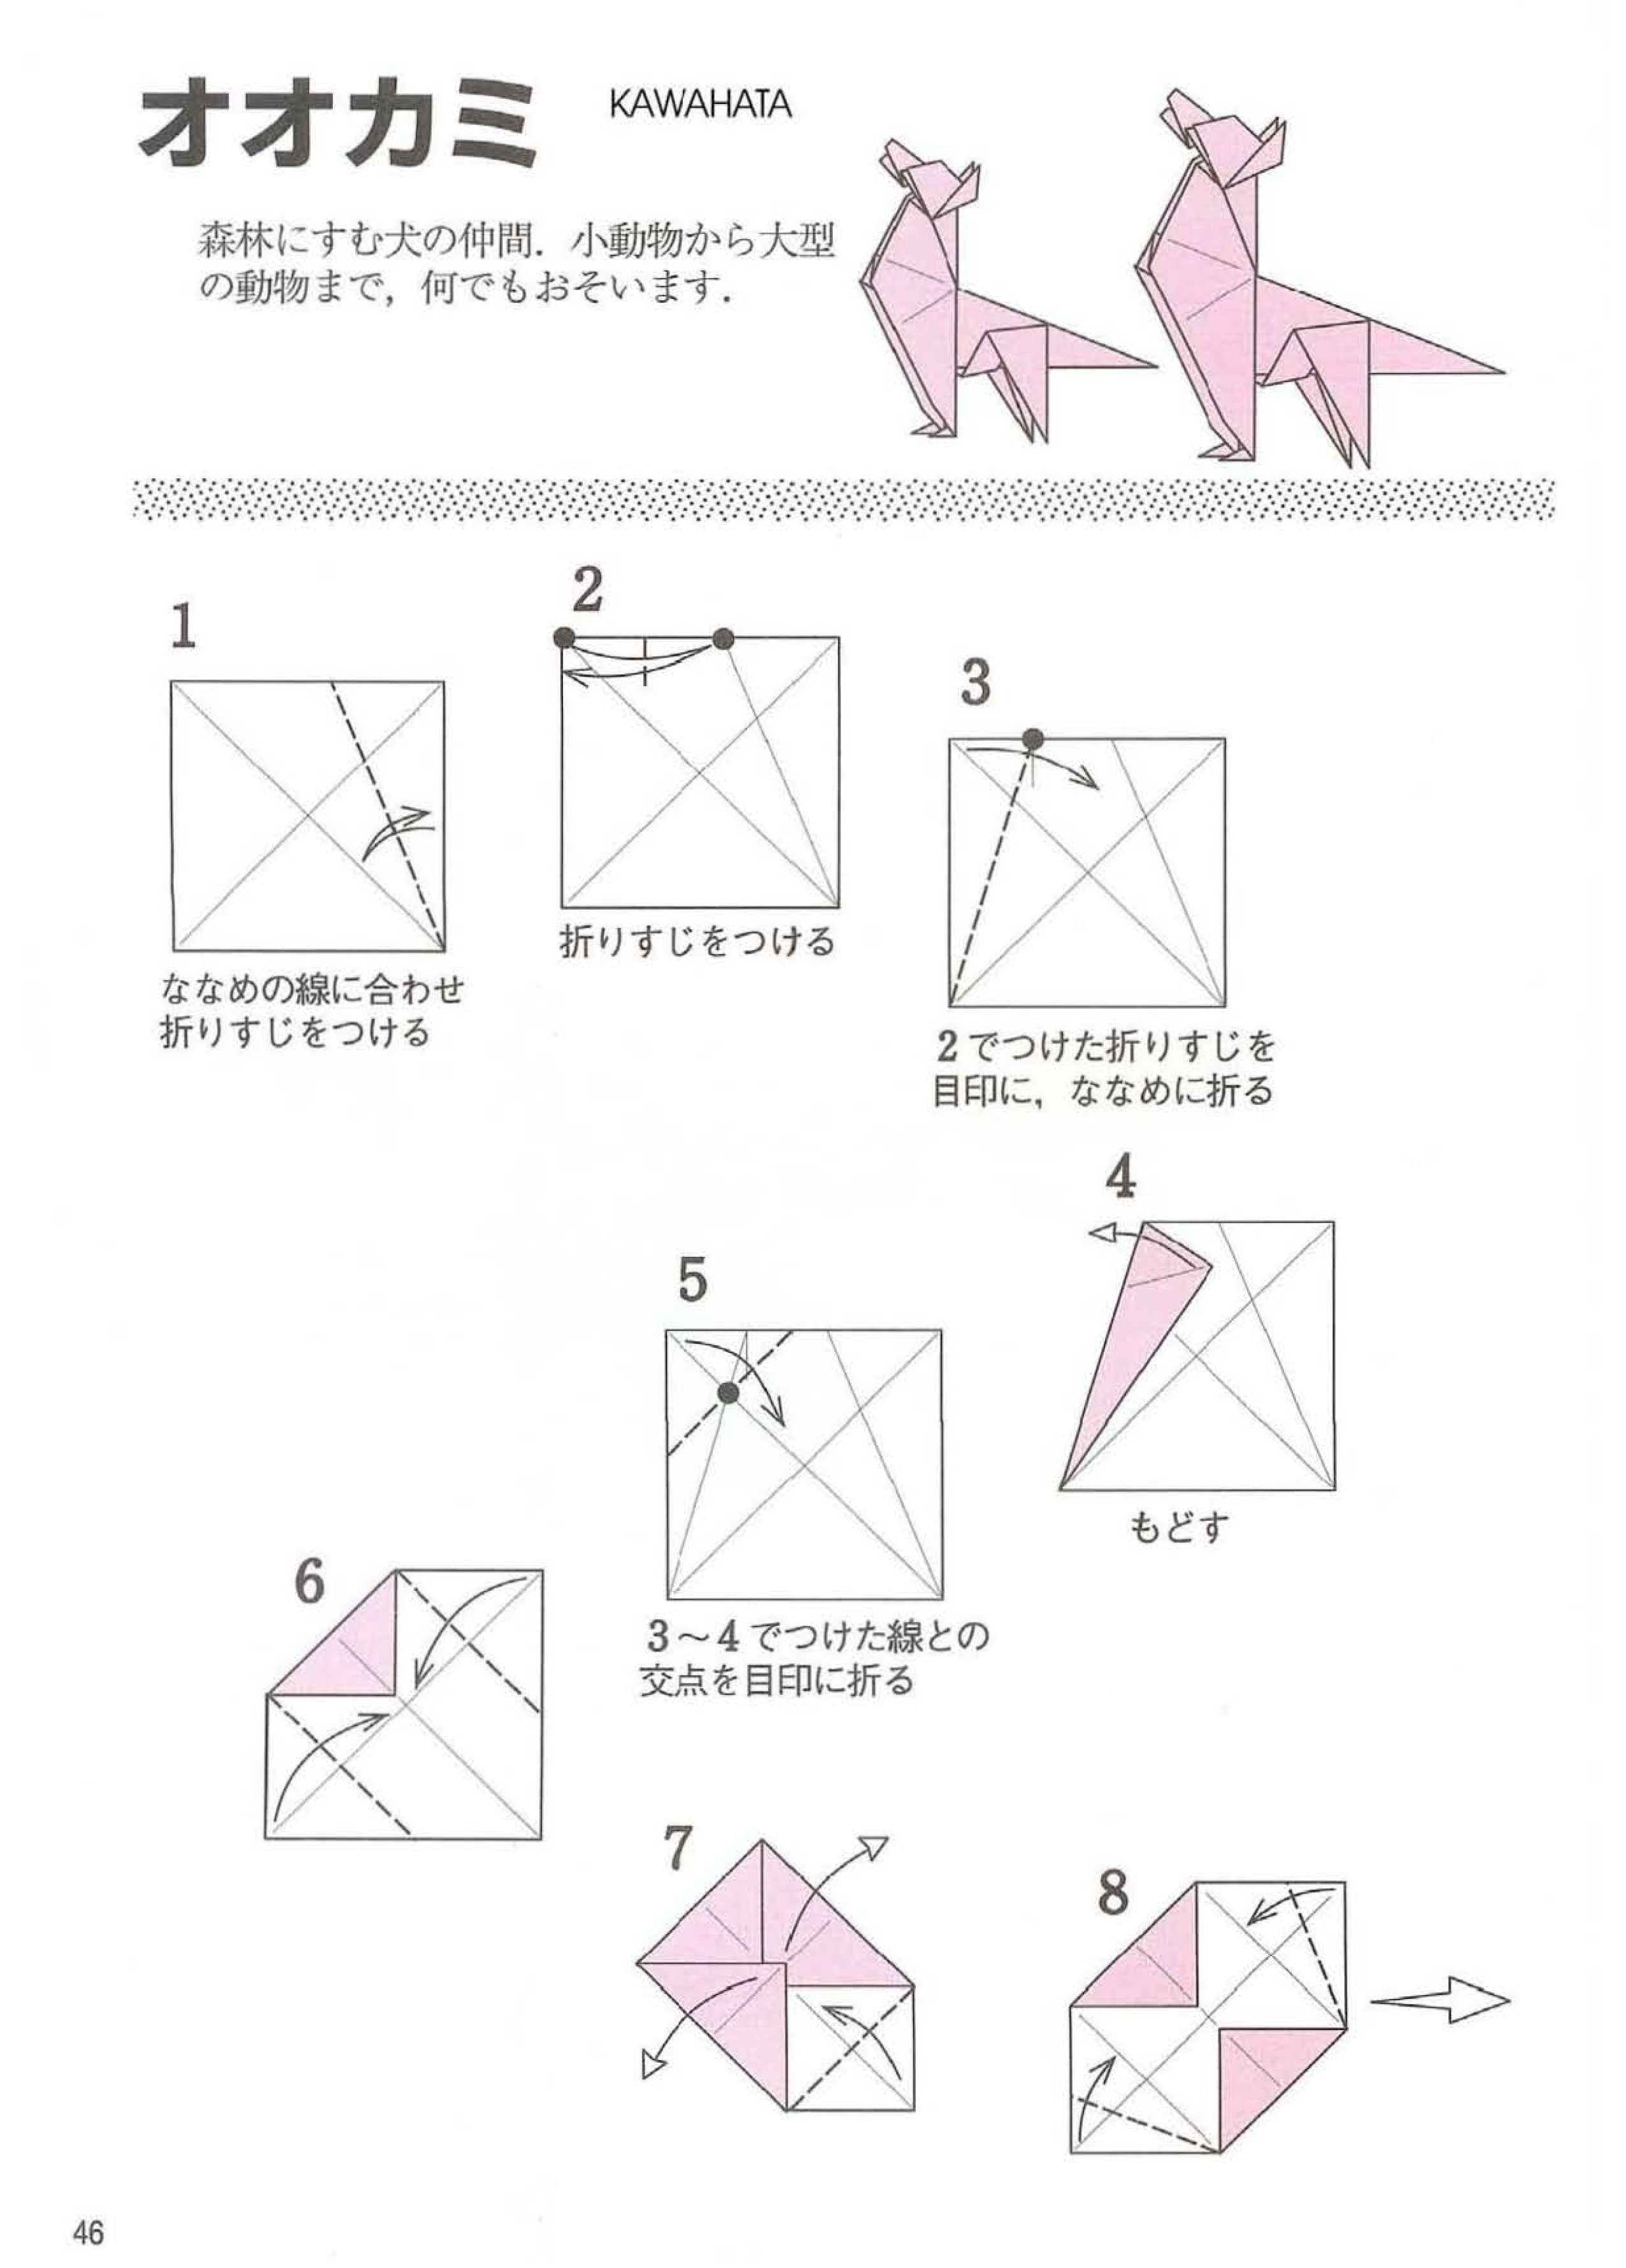 オオカミ
KAWAHATA
森林にすむ犬の仲間．小動物から大型
の動物まで，何でもおそいます．
1
ななめの線に合わせ
折りすじをつける
2
折りすじをつける
3
2でつけた折りすじを
目印に，ななめに折る
4
もどす
5
3〜4でつけた線との
交点を目印に折る
6
7
8
46